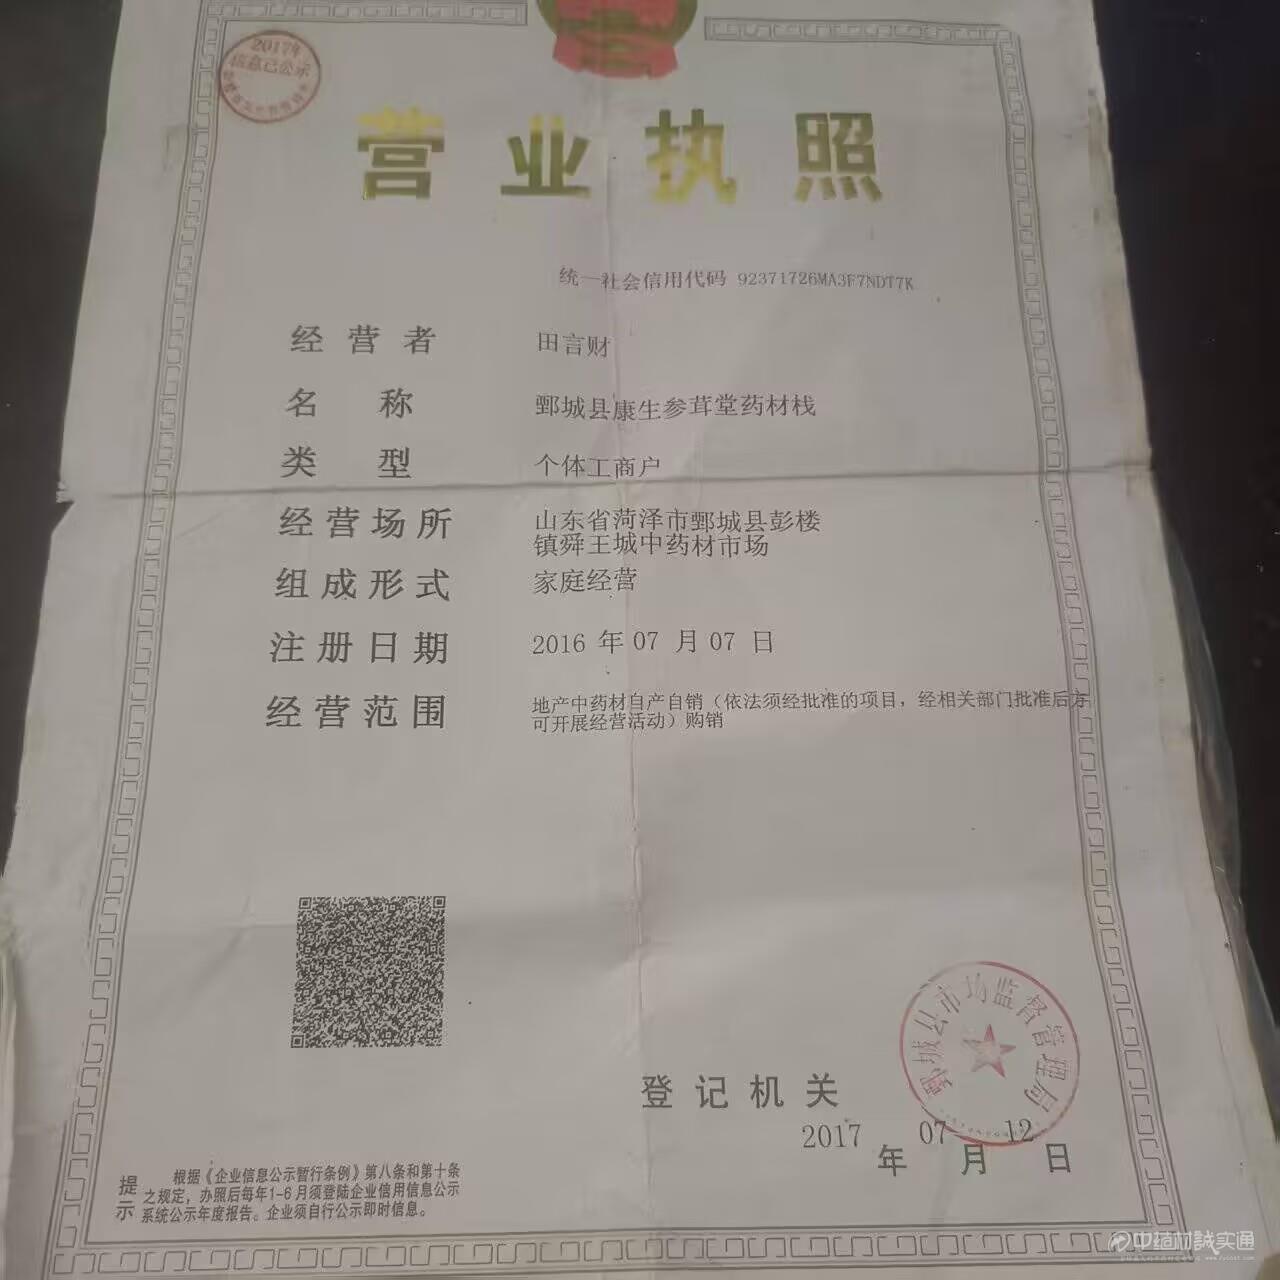 2017年
信息已公示
营业执照
统一社会信用代码 92371726MA3F7NDT7K
经营者 田言财
名称 鄄城县康生参茸堂药材栈
类型 个体工商户
经营场所 山东省菏泽市鄄城县彭楼
镇舜王城中药材市场
组成形式 家庭经营
注册日期 2016 年 07 月 07 日
经营范围 地产中药材自产自销（依法须经批准的项目，经相关部门批准后方
可开展经营活动）购销
鄄城县市场监督管理局
登记机关
2017 年 07 月 12 日
提示 根据《企业信息公示暂行条例》第八条和第十条
之规定，办照后每年1-6月须登陆企业信用信息公示
系统公示年度报告。企业须自行公示即时信息。
中药材誠实通